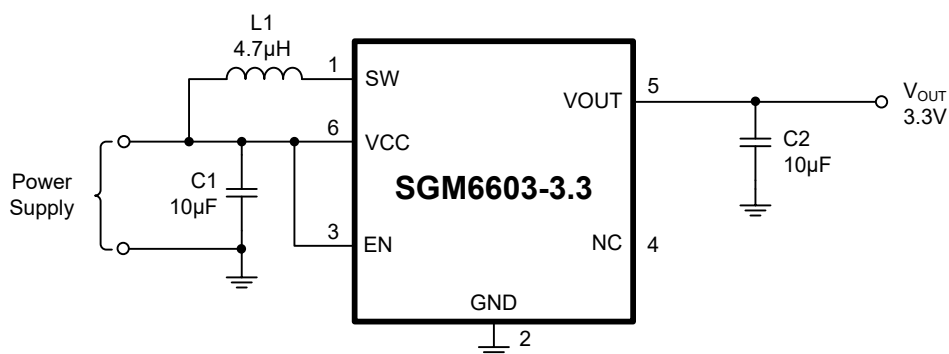 L1
4.7µH
1
SW
5
VOUT
V_OUT
3.3V
6
VCC
C2
10µF
Power
Supply
C1
10µF
SGM6603-3.3
3
EN
NC
4
GND
2